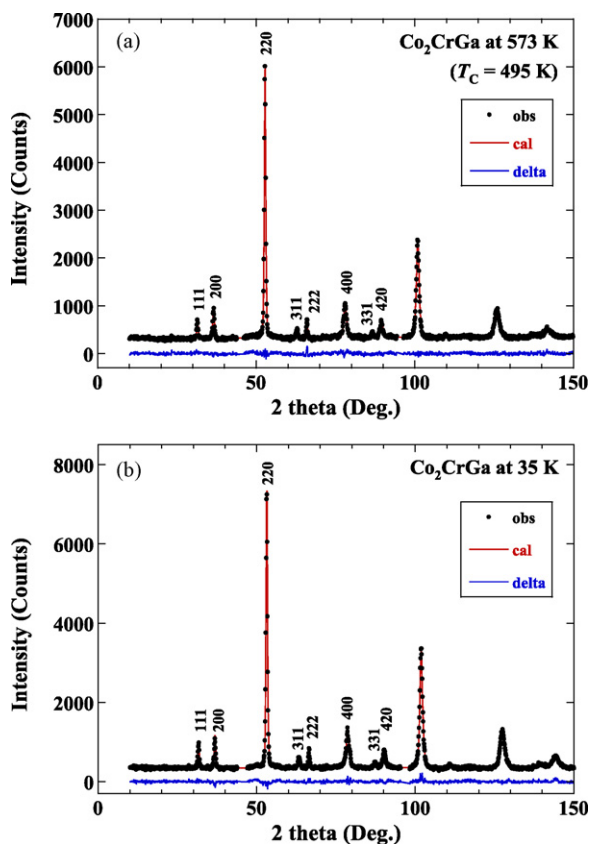 (a)
Co₂CrGa at 573 K
(T_C = 495 K)
obs
cal
delta
Intensity (Counts)
7000
6000
5000
4000
3000
2000
1000
0
220
111
200
311
222
400
331
420
0
50
100
150
2 theta (Deg.)
(b)
Co₂CrGa at 35 K
obs
cal
delta
Intensity (Counts)
8000
6000
4000
2000
0
220
111
200
311
222
400
331
420
0
50
100
150
2 theta (Deg.)